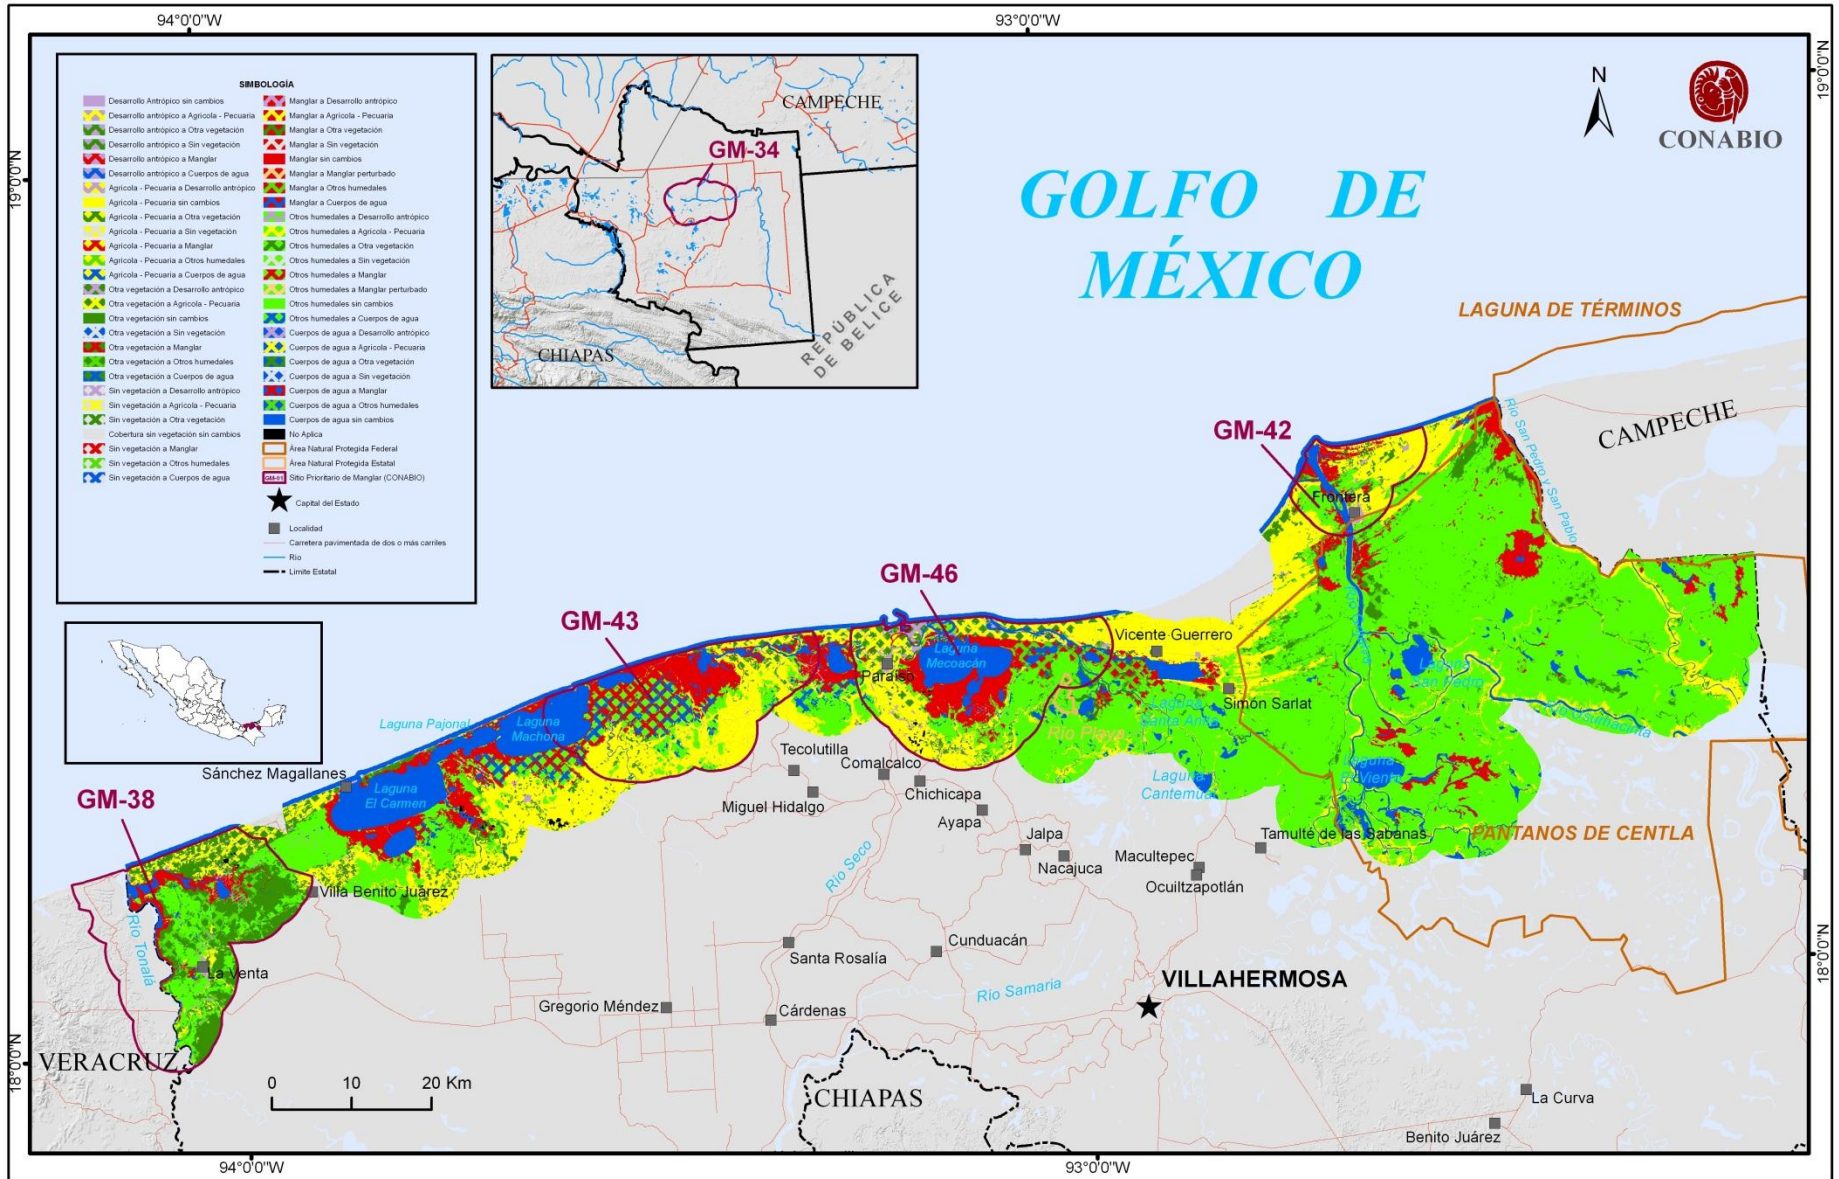 94°0'0"W
93°0'0"W
19°0'0"N
19°0'0"N
SIMBOLOGÍA
Desarrollo Antrópico sin cambios
Desarrollo antrópico a Agrícola - Pecuaria
Desarrollo antrópico a Otra vegetación
Desarrollo antrópico a Sin vegetación
Desarrollo antrópico a Manglar
Desarrollo antrópico a Cuerpos de agua
Agrícola - Pecuaria a Desarrollo antrópico
Agrícola - Pecuaria sin cambios
Agrícola - Pecuaria a Otra vegetación
Agrícola - Pecuaria a Sin vegetación
Agrícola - Pecuaria a Manglar
Agrícola - Pecuaria a Otros humedales
Agrícola - Pecuaria a Cuerpos de agua
Otra vegetación a Desarrollo antrópico
Otra vegetación a Agrícola - Pecuaria
Otra vegetación sin cambios
Otra vegetación a Sin vegetación
Otra vegetación a Manglar
Otra vegetación a Otros humedales
Otra vegetación a Cuerpos de agua
Sin vegetación a Desarrollo antrópico
Sin vegetación a Agrícola - Pecuaria
Sin vegetación a Otra vegetación
Cobertura sin vegetación sin cambios
Sin vegetación a Manglar
Sin vegetación a Otros humedales
Sin vegetación a Cuerpos de agua
Manglar a Desarrollo antrópico
Manglar a Agrícola - Pecuaria
Manglar a Otra vegetación
Manglar a Sin vegetación
Manglar sin cambios
Manglar a Manglar perturbado
Manglar a Otros humedales
Manglar a Cuerpos de agua
Otros humedales a Desarrollo antrópico
Otros humedales a Agrícola - Pecuaria
Otros humedales a Otra vegetación
Otros humedales a Sin vegetación
Otros humedales a Manglar
Otros humedales a Manglar perturbado
Otros humedales sin cambios
Otros humedales a Cuerpos de agua
Cuerpos de agua a Desarrollo antrópico
Cuerpos de agua a Agrícola - Pecuaria
Cuerpos de agua a Otra vegetación
Cuerpos de agua a Sin vegetación
Cuerpos de agua a Manglar
Cuerpos de agua a Otros humedales
Cuerpos de agua sin cambios
No Aplica
Área Natural Protegida Federal
Área Natural Protegida Estatal
Sitio Prioritario de Manglar (CONABIO)
Capital del Estado
Localidad
Carretera pavimentada de dos o más carriles
Río
Límite Estatal
CAMPECHE
GM-34
CHIAPAS
REPÚBLICA
DE BELICE
N
CONABIO
GOLFO DE
MÉXICO
LAGUNA DE TÉRMINOS
CAMPECHE
Río San Pedro y San Pablo
GM-42
Frontera
GM-46
GM-43
Vicente Guerrero
Laguna
Mecoacán
Paraíso
Laguna
San Pedro
Simón Sarlat
Laguna
Santa Anita
Río Playa
Laguna Pajonal
Laguna
Machona
Tecolutilla
Comalcalco
Sánchez Magallanes
Laguna
El Carmen
Chichicapa
Miguel Hidalgo
Laguna
Cantemual
Laguna
El Viento
GM-38
Ayapa
Jalpa
Tamulté de las Sabanas
PANTANOS DE CENTLA
Nacajuca
Macultepec
Ocuiltzapotlán
Río Seco
Villa Benito Juárez
Río Tonala
Cunduacán
Santa Rosalía
La Venta
Río Samaria
VILLAHERMOSA
Gregorio Méndez
Cárdenas
VERACRUZ
0 10 20 Km
CHIAPAS
La Curva
Benito Juárez
18°0'0"N
18°0'0"N
94°0'0"W
93°0'0"W